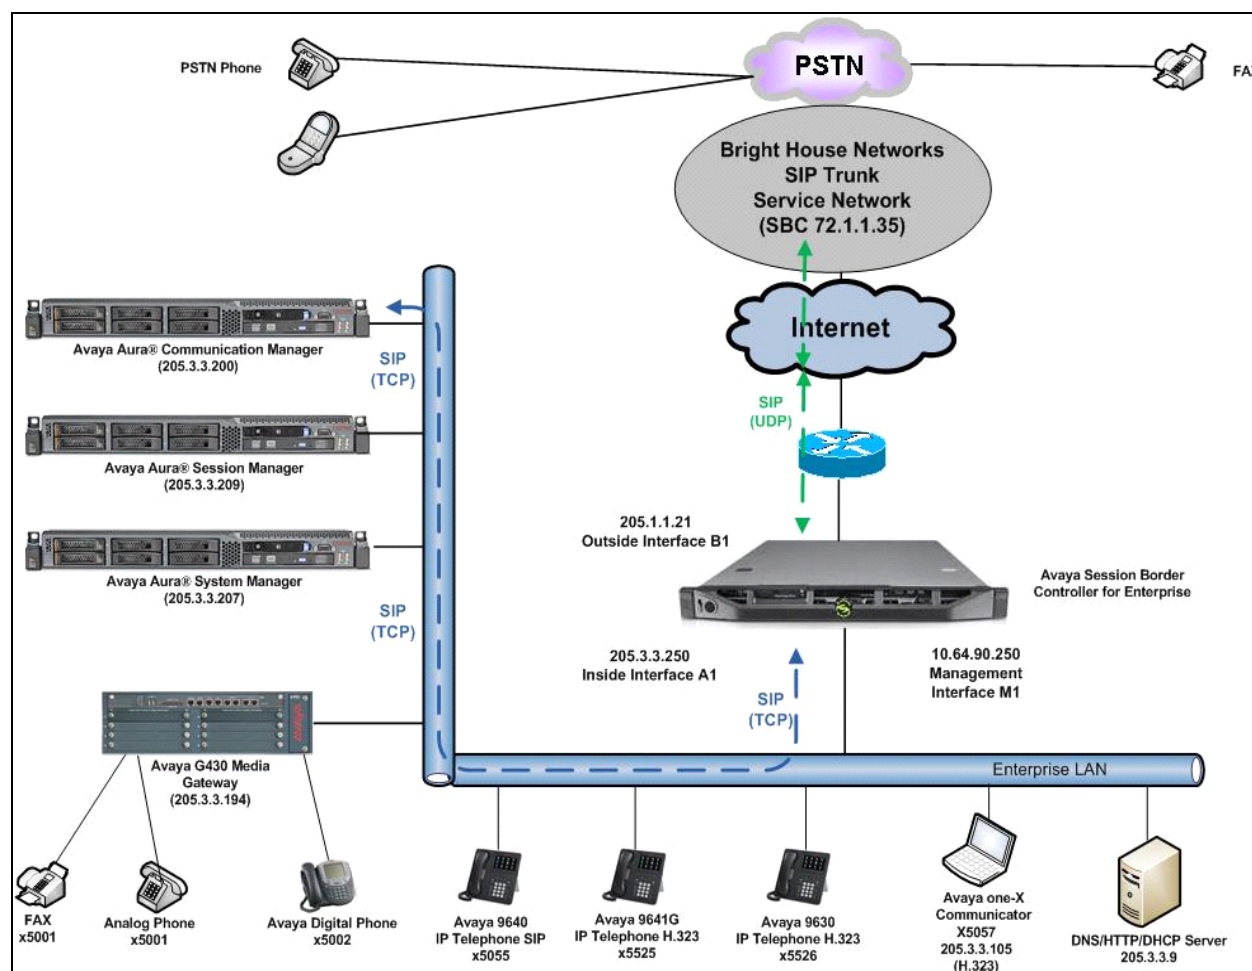 PSTN Phone
PSTN
FAX
Bright House Networks
SIP Trunk
Service Network
(SBC 72.1.1.35)
Internet
SIP
(UDP)
Avaya Aura® Communication Manager
(205.3.3.200)
SIP
(TCP)
Avaya Aura® Session Manager
(205.3.3.209)
Avaya Aura® System Manager
(205.3.3.207)
SIP
(TCP)
205.1.1.21
Outside Interface B1
Avaya Session Border
Controller for Enterprise
205.3.3.250
Inside Interface A1
10.64.90.250
Management
Interface M1
SIP
(TCP)
Avaya G430 Media
Gateway
(205.3.3.194)
Enterprise LAN
FAX
x5001
Analog Phone
x5001
Avaya Digital Phone
x5002
Avaya 9640
IP Telephone SIP
x5055
Avaya 9641G
IP Telephone H.323
x5525
Avaya 9630
IP Telephone H.323
x5526
Avaya one-X
Communicator
X5057
205.3.3.105
(H.323)
DNS/HTTP/DHCP Server
205.3.3.9